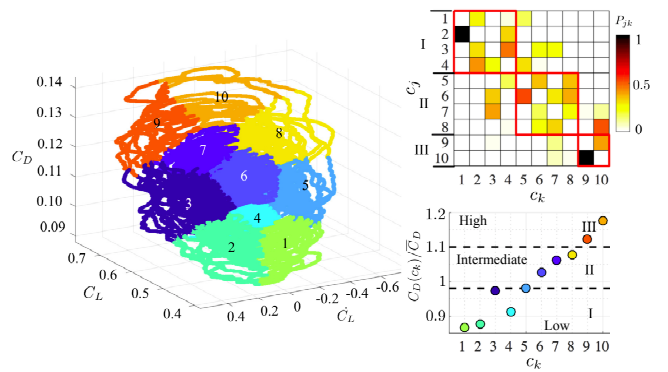 0.14
0.13
0.12
0.11
0.10
0.09
C_D
10
9
8
7
6
5
3
4
2
1
0.7
0.6
0.5
0.4
C_L
0.4
0.2
0
-0.2
-0.4
-0.6
Ċ_L
1
2
3
4
5
6
7
8
9
10
I
II
III
c_j
1 2 3 4 5 6 7 8 9 10
c_k
P_jk
1
0.5
0
1.2
1.1
1
0.9
C_D(c_k)/C̅_D
High
III
Intermediate
II
I
Low
1 2 3 4 5 6 7 8 9 10
c_k